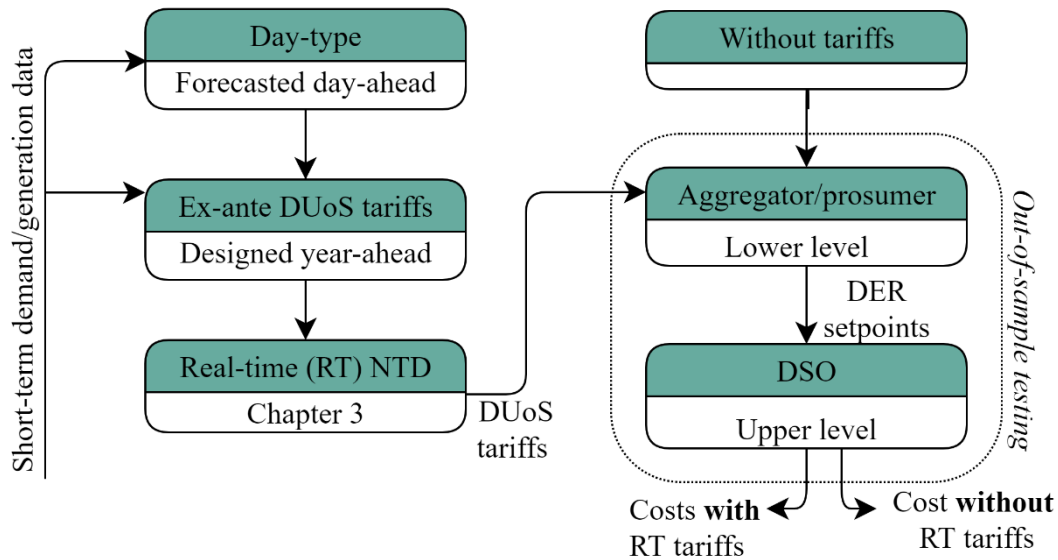 Short-term demand/generation data
Day-type
Forecasted day-ahead
Ex-ante DUoS tariffs
Designed year-ahead
Real-time (RT) NTD
Chapter 3
DUoS
tariffs
Without tariffs
Aggregator/prosumer
Lower level
DER
setpoints
DSO
Upper level
Out-of-sample testing
Costs with
RT tariffs
Cost without
RT tariffs